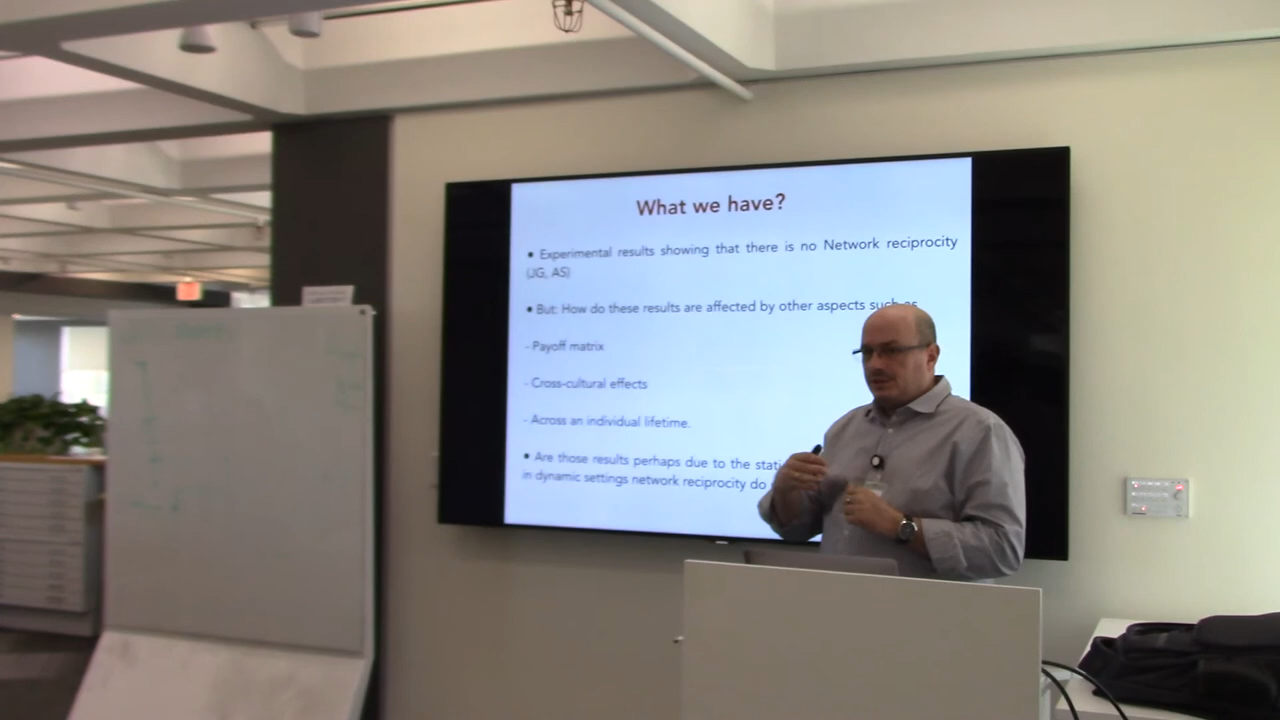 What we have?
• Experimental results showing that there is no Network reciprocity
(JG, AS)
• But: How do these results are affected by other aspects such as
- Payoff matrix
- Cross-cultural effects
- Across an individual lifetime.
• Are those results perhaps due to the stati
in dynamic settings network reciprocity do